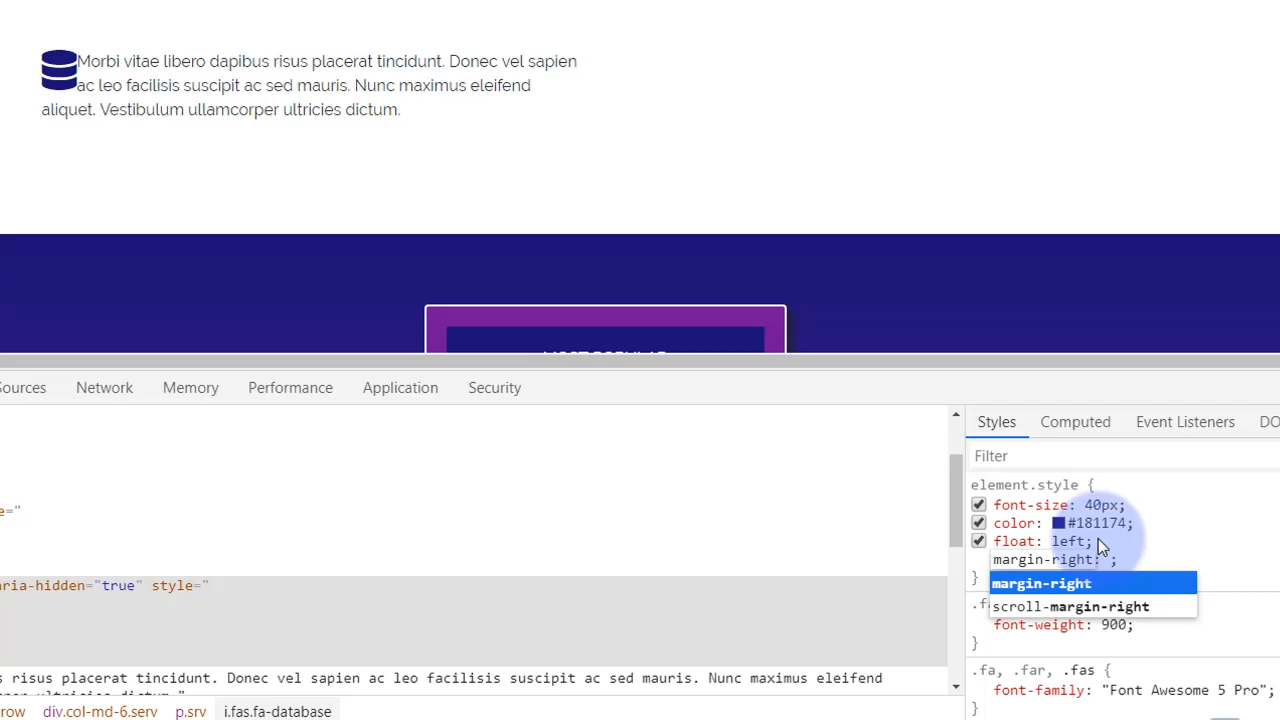 Morbi vitae libero dapibus risus placerat tincidunt. Donec vel sapien
ac leo facilisis suscipit ac sed mauris. Nunc maximus eleifend
aliquet. Vestibulum ullamcorper ultricies dictum.
MOST POPULAR
Sources Network Memory Performance Application Security
e="
aria-hidden="true" style="
s risus placerat tincidunt. Donec vel sapien ac leo facilisis suscipit ac sed mauris. Nunc maximus eleifend
row div.col-md-6.serv p.srv i.fas.fa-database
Styles Computed Event Listeners DO
Filter
element.style {
font-size: 40px;
color: #181174;
float: left;
margin-right: ;
}
margin-right
scroll-margin-right
font-weight: 900;
}
.fa, .far, .fas {
font-family: "Font Awesome 5 Pro";
}